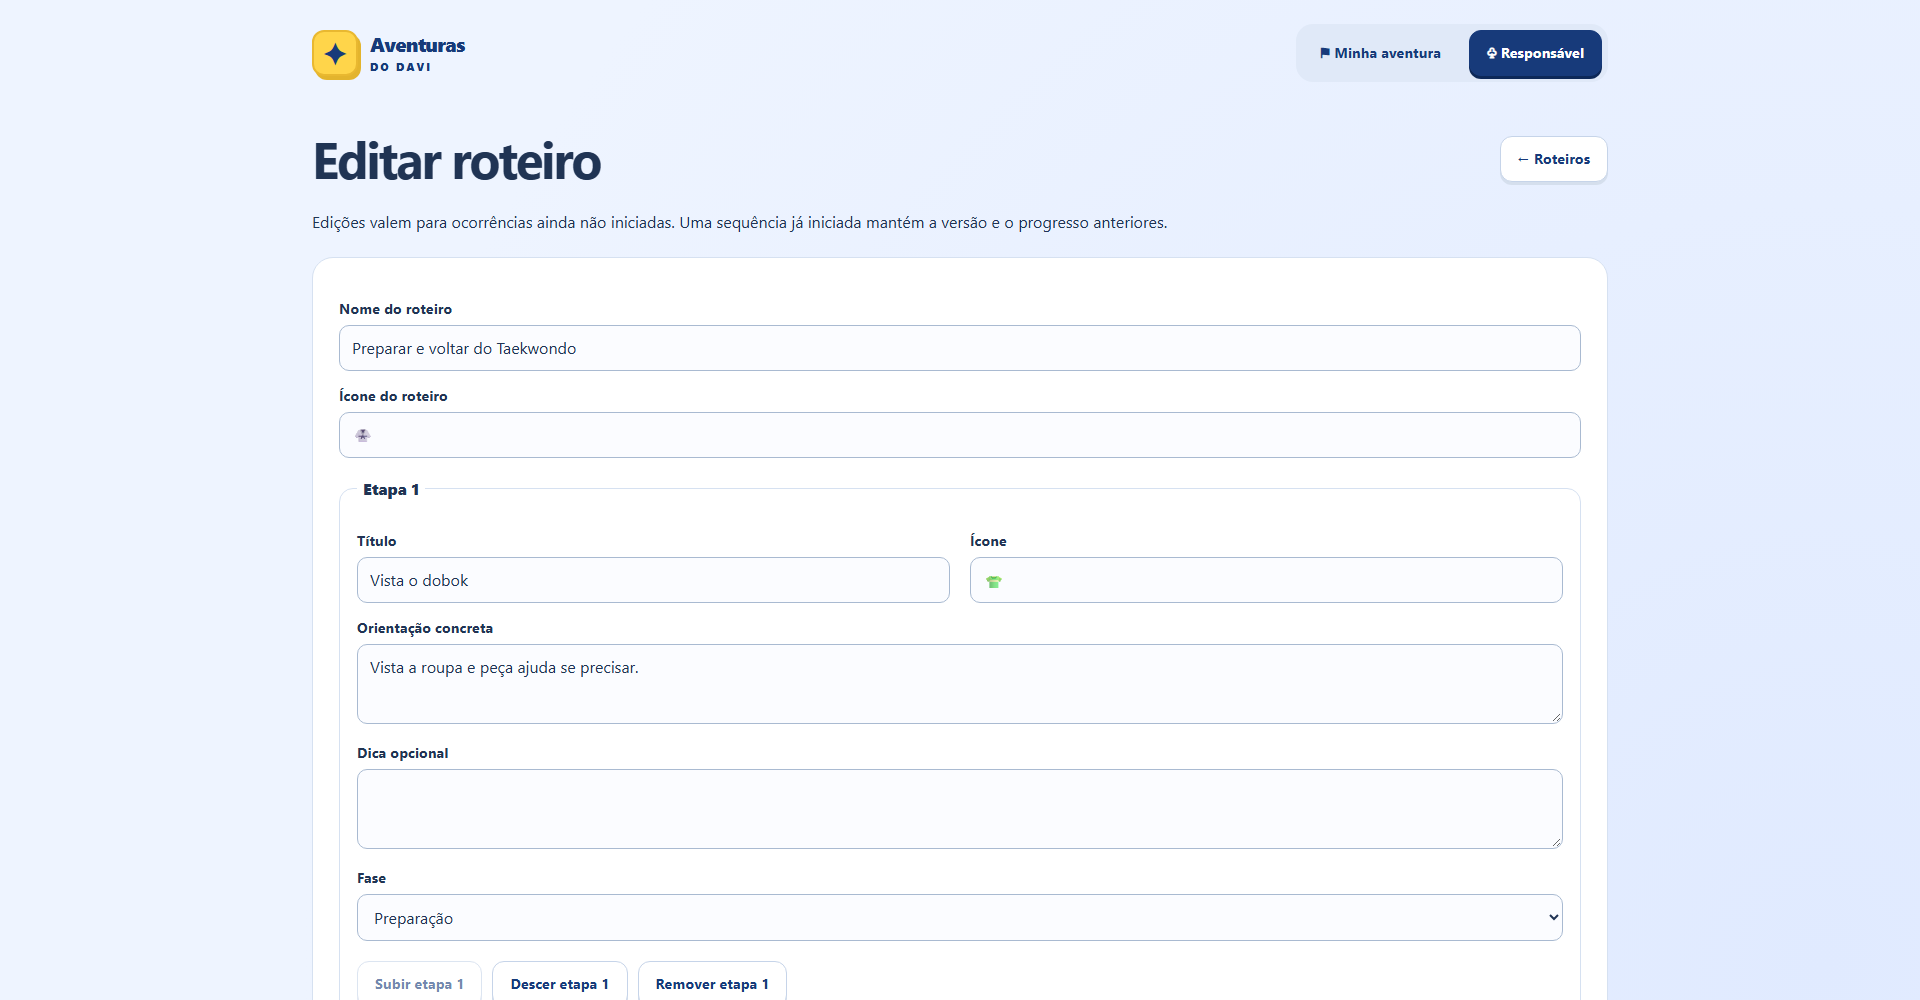 Aventuras
DO DAVI
Minha aventura
Responsável
Editar roteiro
← Roteiros
Edições valem para ocorrências ainda não iniciadas. Uma sequência já iniciada mantém a versão e o progresso anteriores.
Nome do roteiro
Preparar e voltar do Taekwondo
Ícone do roteiro
Etapa 1
Título
Ícone
Vista o dobok
Orientação concreta
Vista a roupa e peça ajuda se precisar.
Dica opcional
Fase
Preparação
Subir etapa 1
Descer etapa 1
Remover etapa 1